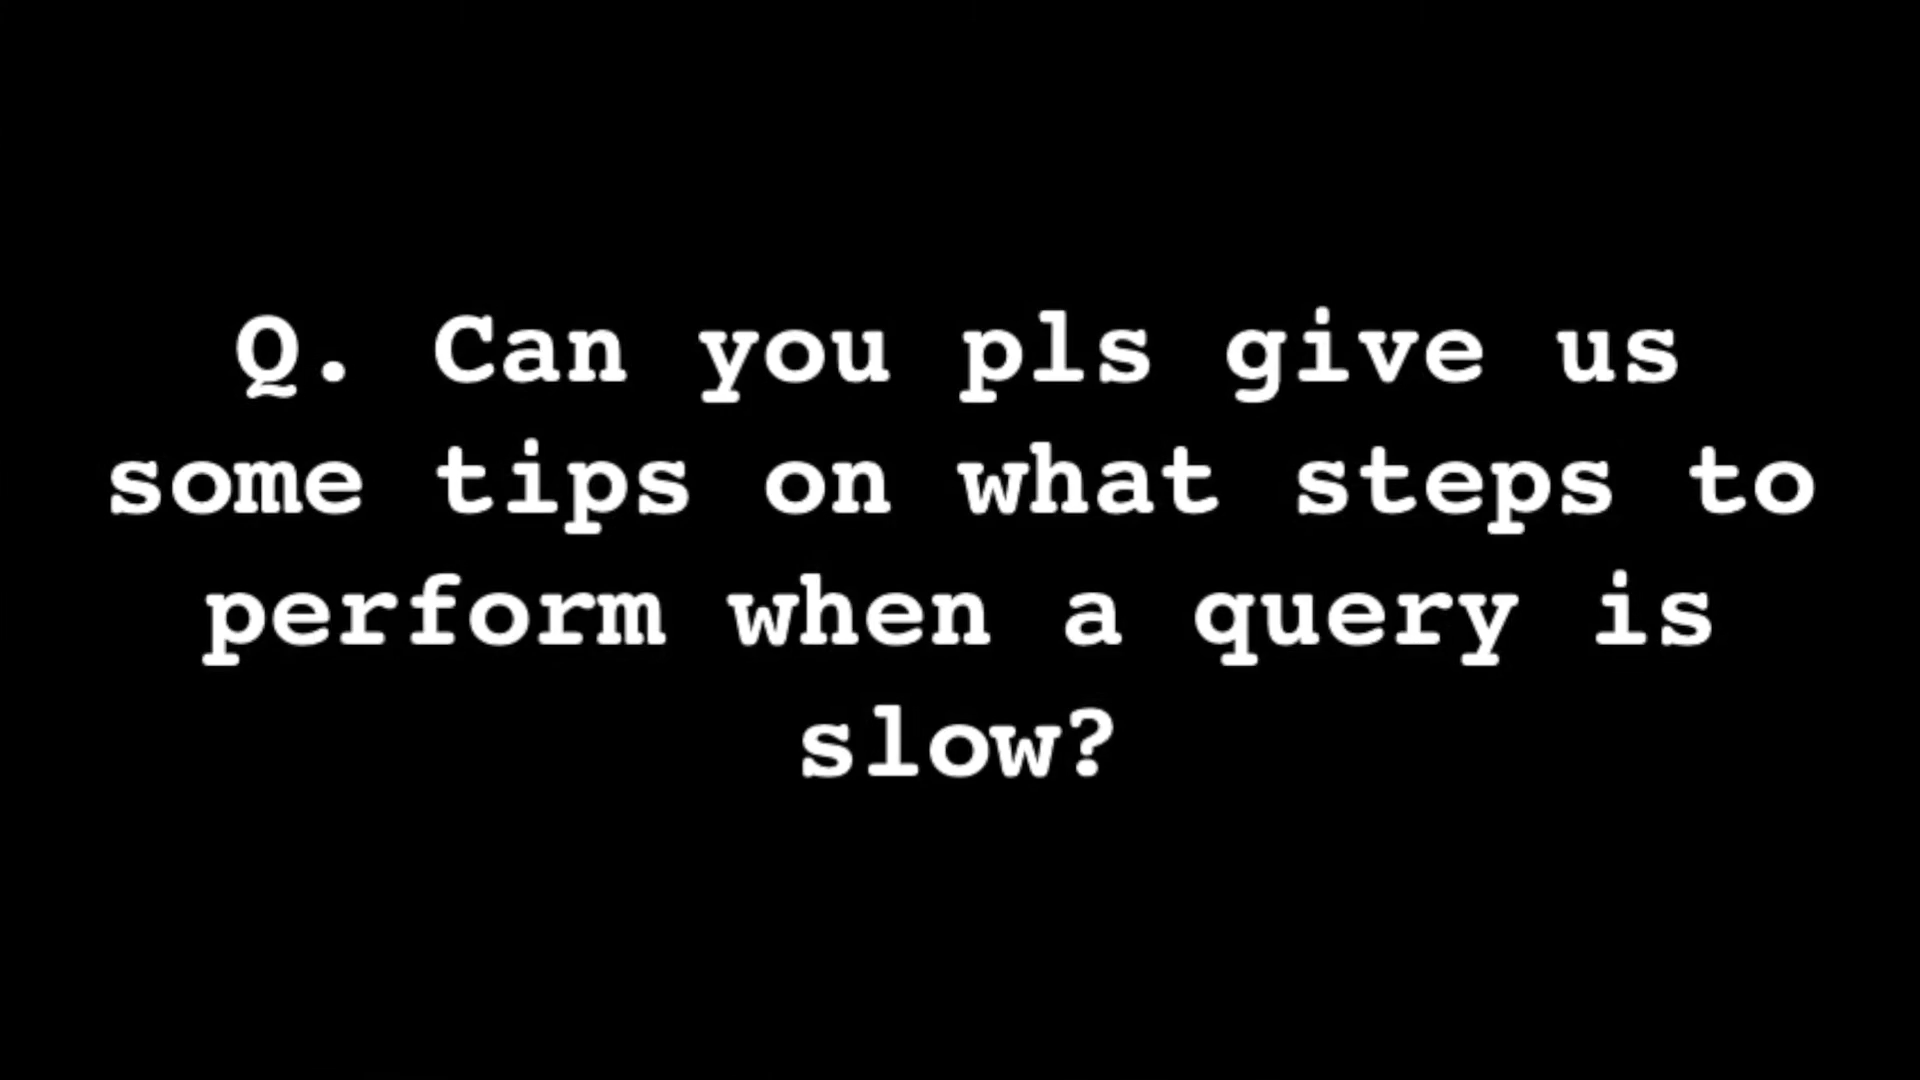 Q. Can you pls give us
some tips on what steps to
perform when a query is
slow?